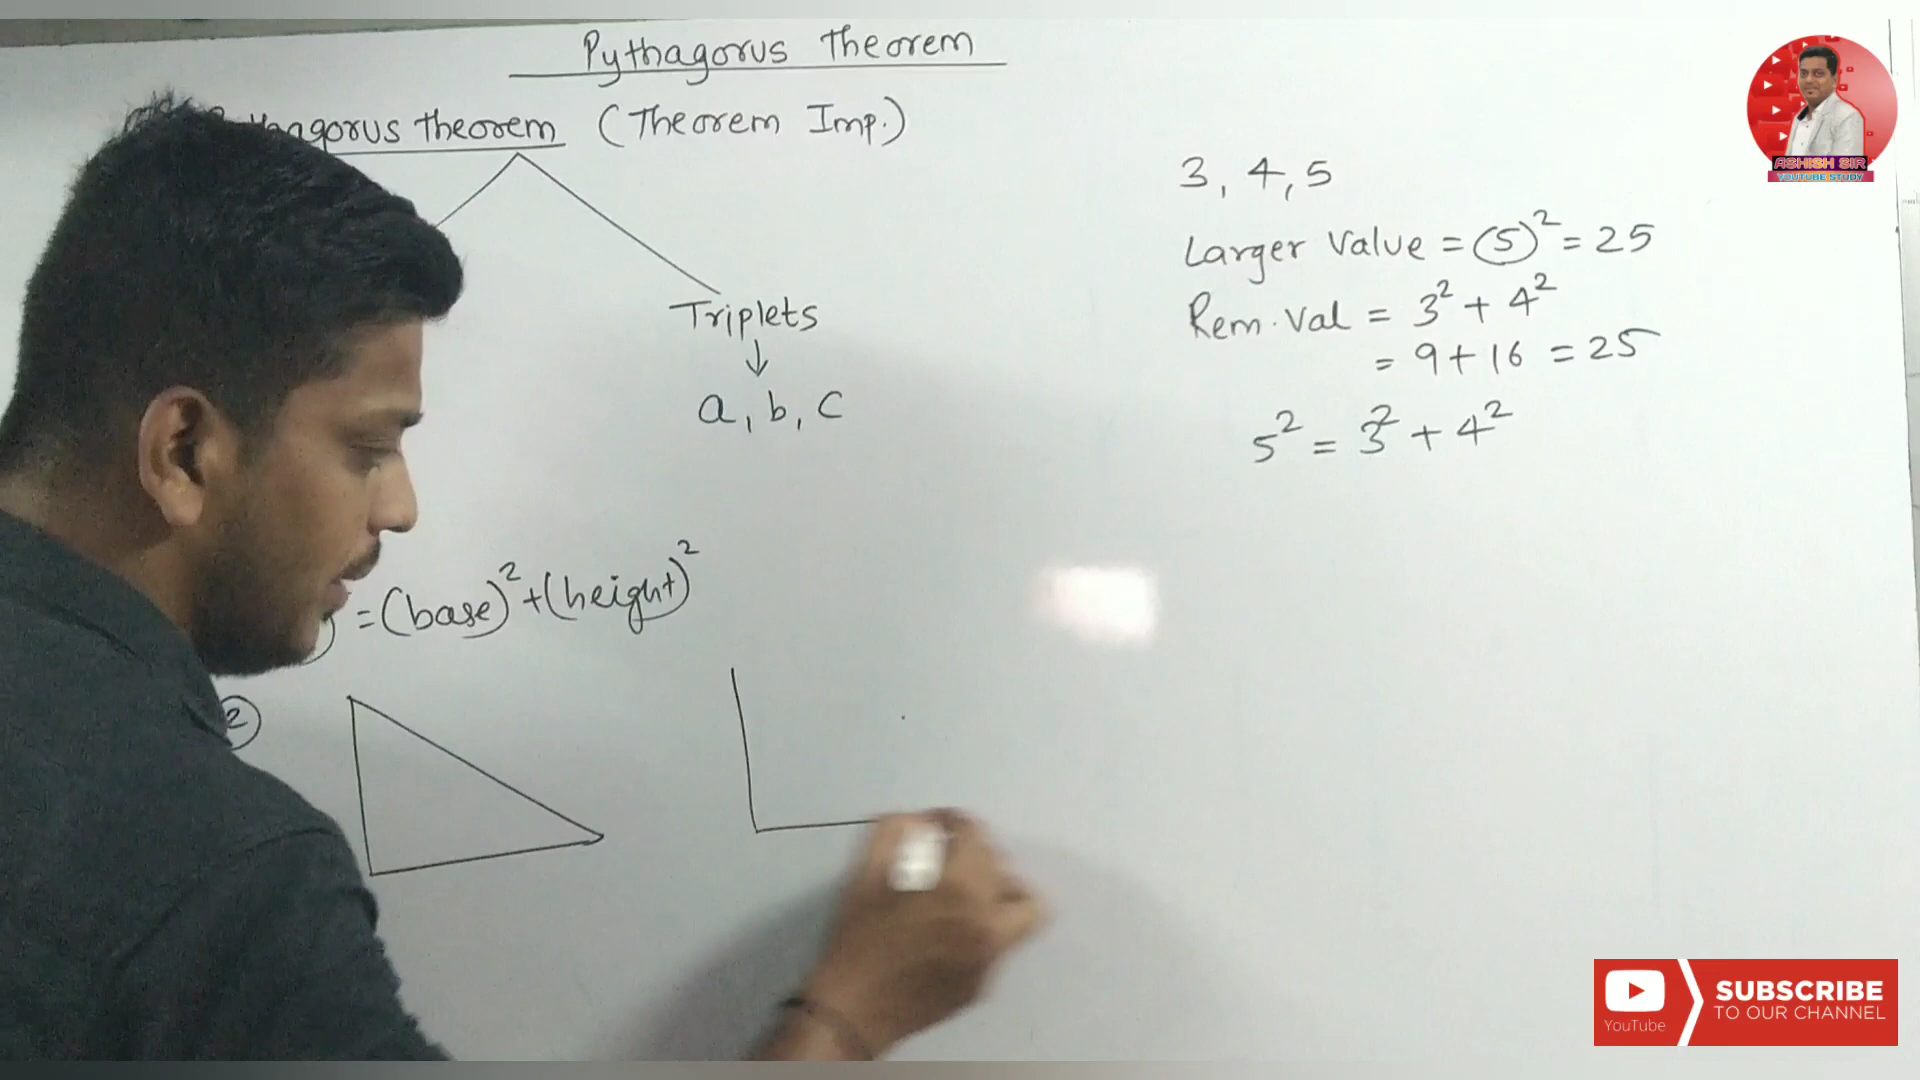 Pythagorus Theorem
Theorem (Theorem Imp.)
Triplets
↓
a, b, c
= (base)² + (height)²
2
3, 4, 5
Larger Value = (5)² = 25
Rem. Val = 3² + 4²
= 9 + 16 = 25
5² = 3² + 4²
ASHISH SIR
YOUTUBE STUDY
YouTube
SUBSCRIBE
TO OUR CHANNEL